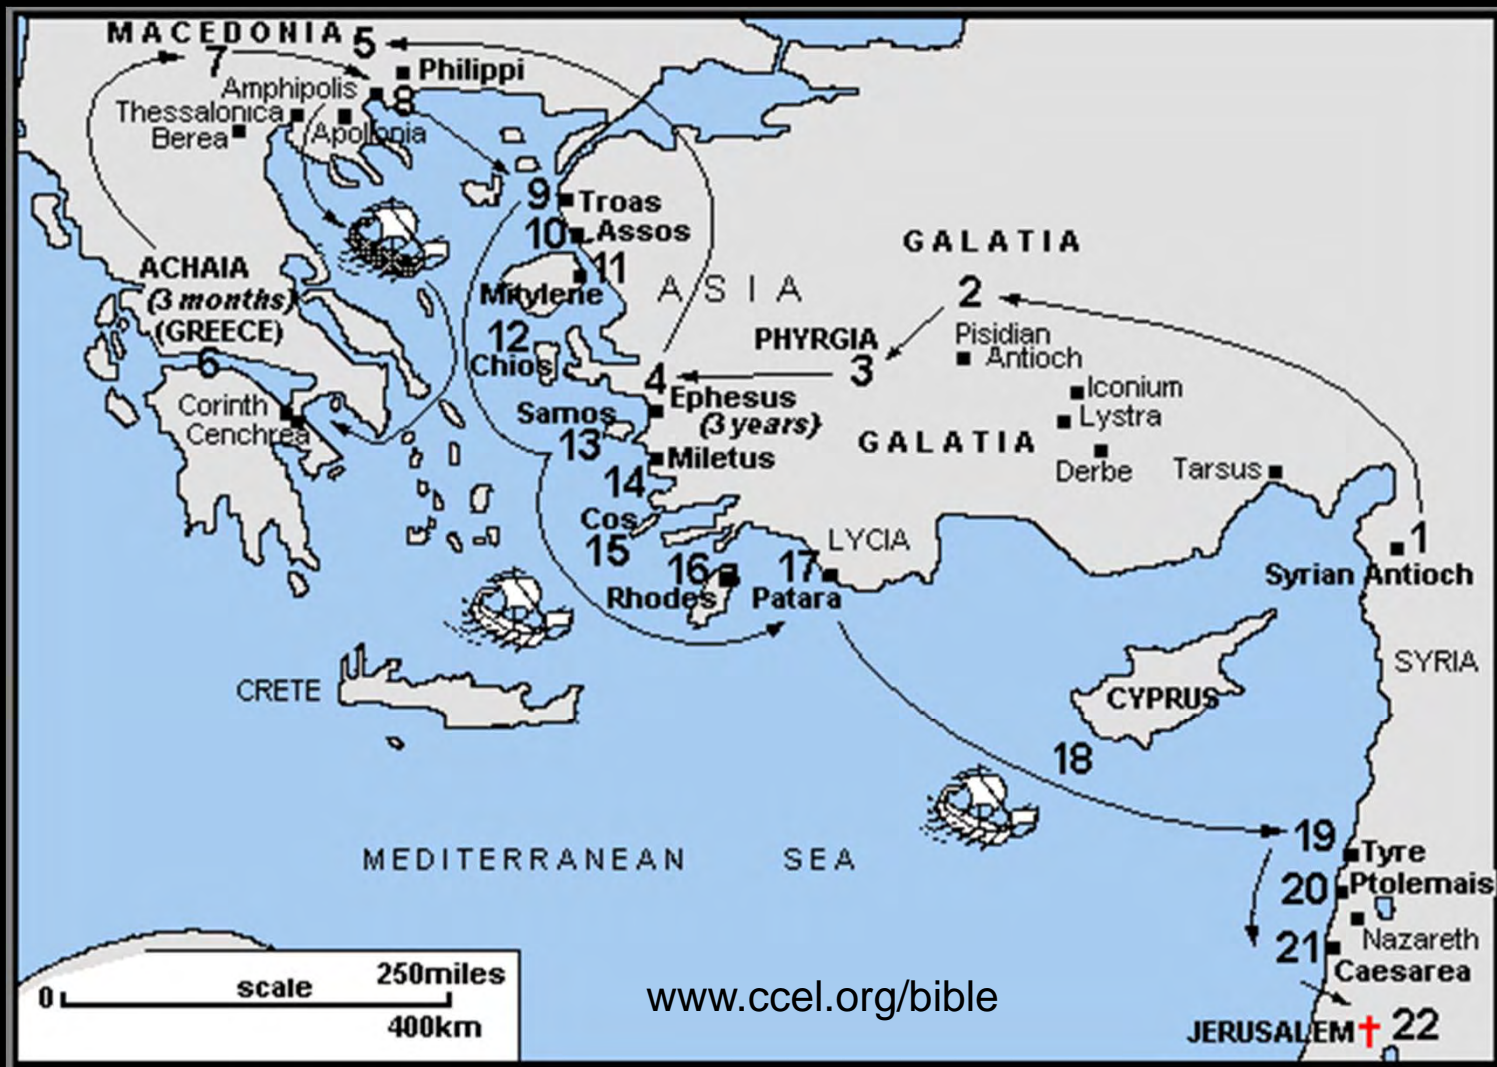 MACEDONIA 5
7
Philippi
Amphipolis
8
Thessalonica
Apollonia
Berea
9
Troas
10
Assos
11
Mitylene
ASIA
GALATIA
2
ACHAIA
(3 months)
(GREECE)
6
12
Chios
PHYRGIA
3
Pisidian
Antioch
4
Ephesus
(3 years)
Iconium
Lystra
GALATIA
Derbe
Tarsus
Corinth
Cenchrea
Samos
13
Miletus
14
Cos
15
16
Rhodes
17
LYCIA
Patara
1
Syrian Antioch
SYRIA
CRETE
CYPRUS
18
MEDITERRANEAN SEA
19
Tyre
20
Ptolemais
Nazareth
21
Caesarea
JERUSALEM
22
scale
250miles
0
400km
www.ccel.org/bible